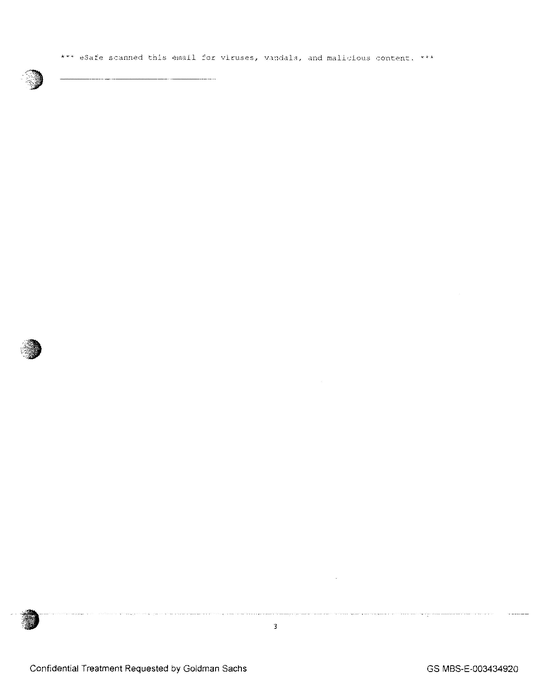 *** eSafe scanned this email for viruses, vandals, and malicious content. ***
3
Confidential Treatment Requested by Goldman Sachs
GS MBS-E-003434920